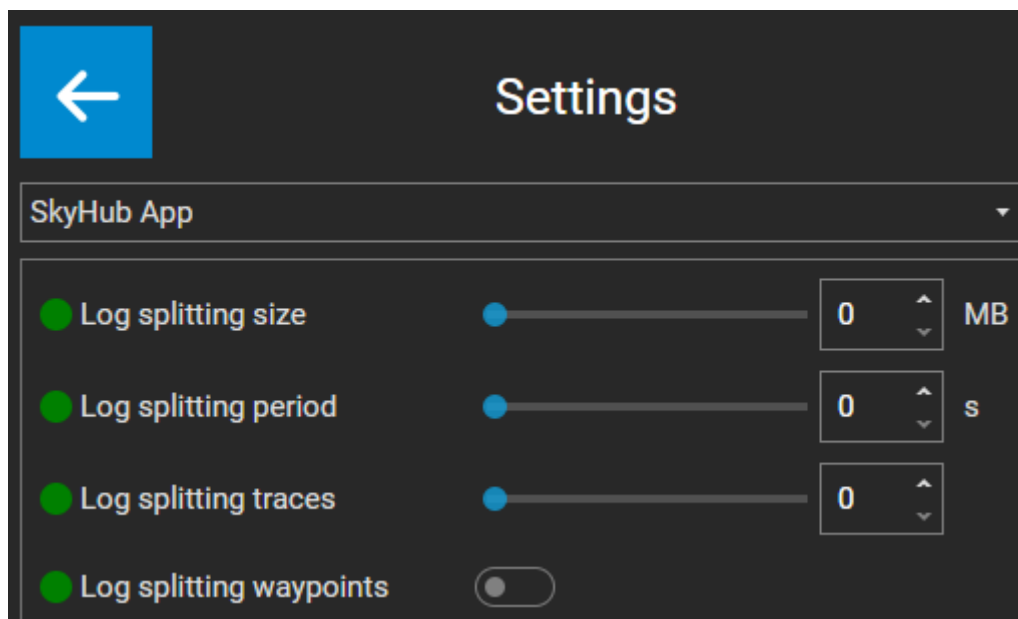 Settings
SkyHub App
Log splitting size 0 MB
Log splitting period 0 s
Log splitting traces 0
Log splitting waypoints